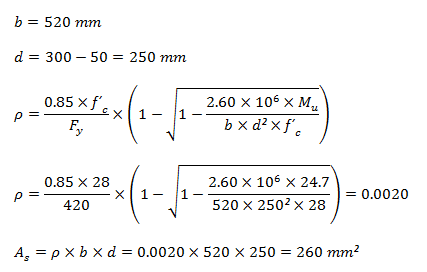 b = 520 mm
d = 300 − 50 = 250 mm
ρ = (0.85 × f'c / Fy) × (1 − √(1 − (2.60 × 10⁶ × Mu) / (b × d² × f'c)))
ρ = (0.85 × 28 / 420) × (1 − √(1 − (2.60 × 10⁶ × 24.7) / (520 × 250² × 28))) = 0.0020
As = ρ × b × d = 0.0020 × 520 × 250 = 260 mm²